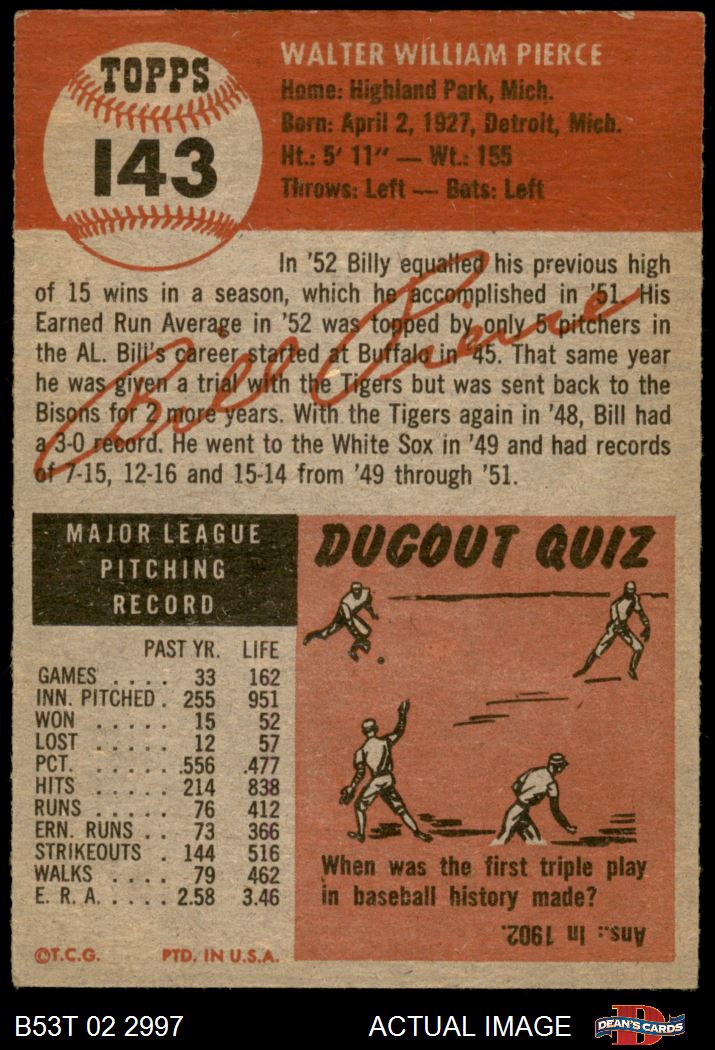 TOPPS
143
WALTER WILLIAM PIERCE
Home: Highland Park, Mich.
Born: April 2, 1927, Detroit, Mich.
Ht.: 5' 11" — Wt.: 155
Throws: Left — Bats: Left
In '52 Billy equalled his previous high
of 15 wins in a season, which he accomplished in '51. His
Earned Run Average in '52 was topped by only 5 pitchers in
the AL. Bill's career started at Buffalo in '45. That same year
he was given a trial with the Tigers but was sent back to the
Bisons for 2 more years. With the Tigers again in '48, Bill had
a 3-0 record. He went to the White Sox in '49 and had records
of 7-15, 12-16 and 15-14 from '49 through '51.
Bill Pierce
MAJOR LEAGUE
PITCHING
RECORD
PAST YR. LIFE
GAMES .... 33 162
INN. PITCHED . 255 951
WON ..... 15 52
LOST ..... 12 57
PCT. ..... .556 .477
HITS ..... 214 838
RUNS .... 76 412
ERN. RUNS .. 73 366
STRIKEOUTS . 144 516
WALKS .... 79 462
E. R. A. ..... 2.58 3.46
©T.C.G. PTD. IN U.S.A.
DUGOUT QUIZ
When was the first triple play
in baseball history made?
Ans.: In 1902.
B53T 02 2997 ACTUAL IMAGE
D
DEAN'S CARDS